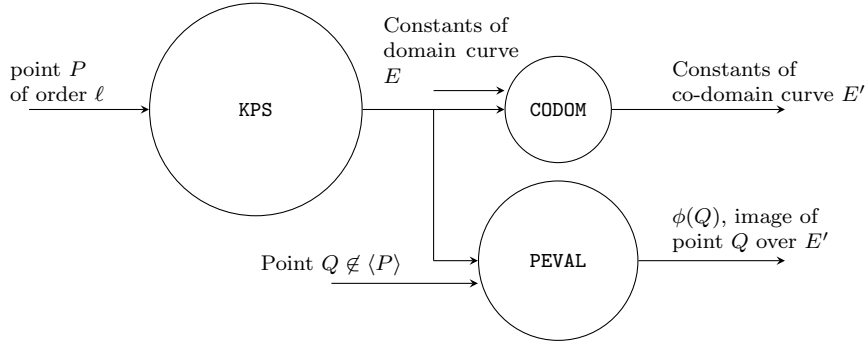 Constants of
domain curve
E
point P
of order ℓ
KPS
CODOM
Constants of
co-domain curve E′
ϕ(Q), image of
point Q over E′
Point Q ∉ ⟨P⟩
PEVAL